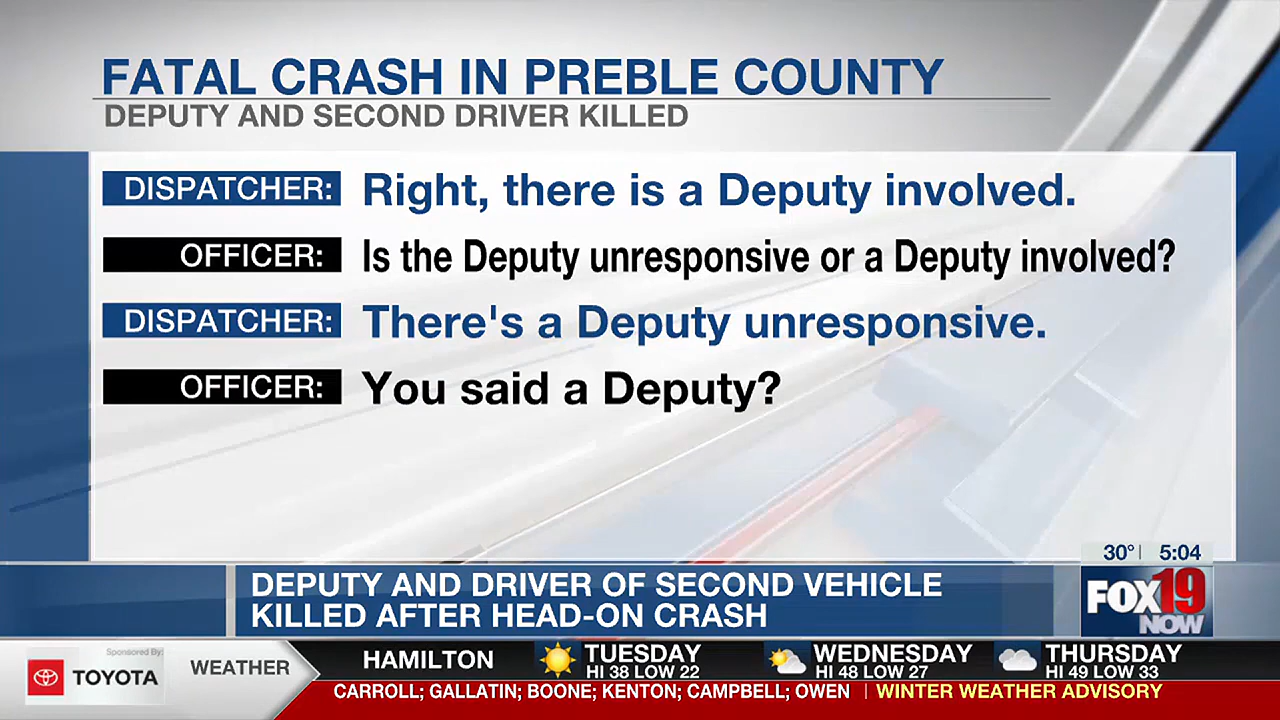 FATAL CRASH IN PREBLE COUNTY
DEPUTY AND SECOND DRIVER KILLED
DISPATCHER: Right, there is a Deputy involved.
OFFICER: Is the Deputy unresponsive or a Deputy involved?
DISPATCHER: There's a Deputy unresponsive.
OFFICER: You said a Deputy?
30° 5:04
DEPUTY AND DRIVER OF SECOND VEHICLE
KILLED AFTER HEAD-ON CRASH
FOX19
NOW
Sponsored By:
TOYOTA
WEATHER
HAMILTON
TUESDAY
HI 38 LOW 22
WEDNESDAY
HI 48 LOW 27
THURSDAY
HI 49 LOW 33
CARROLL; GALLATIN; BOONE; KENTON; CAMPBELL; OWEN | WINTER WEATHER ADVISORY